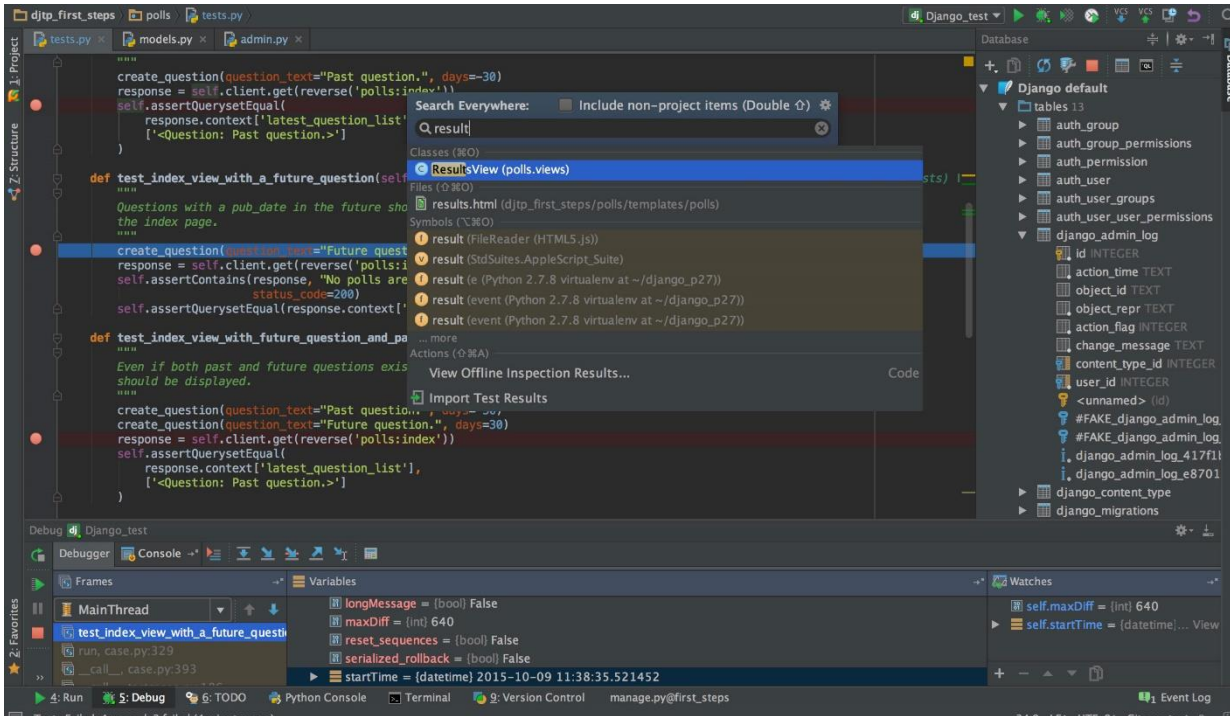 djtp_first_steps polls tests.py
Django_test
VCS VCS
tests.py × models.py × admin.py ×
Database
1: Project
Z: Structure
2: Favorites
"""
create_question(question_text="Past question.", days=-30)
response = self.client.get(reverse('polls:index'))
self.assertQuerysetEqual(
response.context['latest_question_list'
['<Question: Past question.>']
)
def test_index_view_with_a_future_question(self
"""
Questions with a pub_date in the future sho
the index page.
"""
create_question(question_text="Future quest
response = self.client.get(reverse('polls:i
self.assertContains(response, "No polls are
status_code=200)
self.assertQuerysetEqual(response.context['
def test_index_view_with_future_question_and_pa
"""
Even if both past and future questions exis
should be displayed.
"""
create_question(question_text="Past question.", days=-30)
create_question(question_text="Future question.", days=30)
response = self.client.get(reverse('polls:index'))
self.assertQuerysetEqual(
response.context['latest_question_list'],
['<Question: Past question.>']
)
Search Everywhere: Include non-project items (Double ⇧)
result
Classes (⌘O)
ResultsView (polls.views)
Files (⇧⌘O)
results.html (djtp_first_steps/polls/templates/polls)
Symbols (⌥⌘O)
result (FileReader (HTML5.js))
result (StdSuites.AppleScript_Suite)
result (e (Python 2.7.8 virtualenv at ~/django_p27))
result (event (Python 2.7.8 virtualenv at ~/django_p27))
result (event (Python 2.7.8 virtualenv at ~/django_p27))
... more
Actions (⇧⌘A)
View Offline Inspection Results... Code
Import Test Results
Django default
tables 13
auth_group
auth_group_permissions
auth_permission
auth_user
auth_user_groups
auth_user_user_permissions
django_admin_log
id INTEGER
action_time TEXT
object_id TEXT
object_repr TEXT
action_flag INTEGER
change_message TEXT
content_type_id INTEGER
user_id INTEGER
<unnamed> (id)
#FAKE_django_admin_log_
#FAKE_django_admin_log_
django_admin_log_417f1
django_admin_log_e8701
django_content_type
django_migrations
Debug Django_test
Debugger Console
Frames
MainThread
test_index_view_with_a_future_questi
run, case.py:329
__call__, case.py:393
Variables
longMessage = {bool} False
maxDiff = {int} 640
reset_sequences = {bool} False
serialized_rollback = {bool} False
startTime = {datetime} 2015-10-09 11:38:35.521452
Watches
self.maxDiff = {int} 640
self.startTime = {datetime}... View
4: Run 5: Debug 6: TODO Python Console Terminal 9: Version Control manage.py@first_steps 1 Event Log